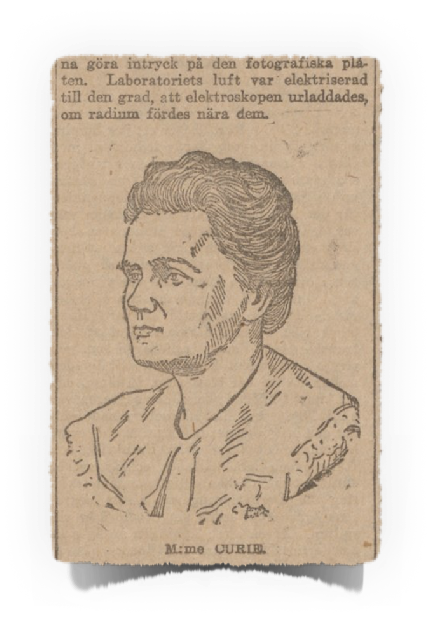 na göra intryck på den fotografiska plå-
ten. Laboratoriets luft var elektriserad
till den grad, att elektroskopen urladdades,
om radium fördes nära dem.
M:me CURIE.